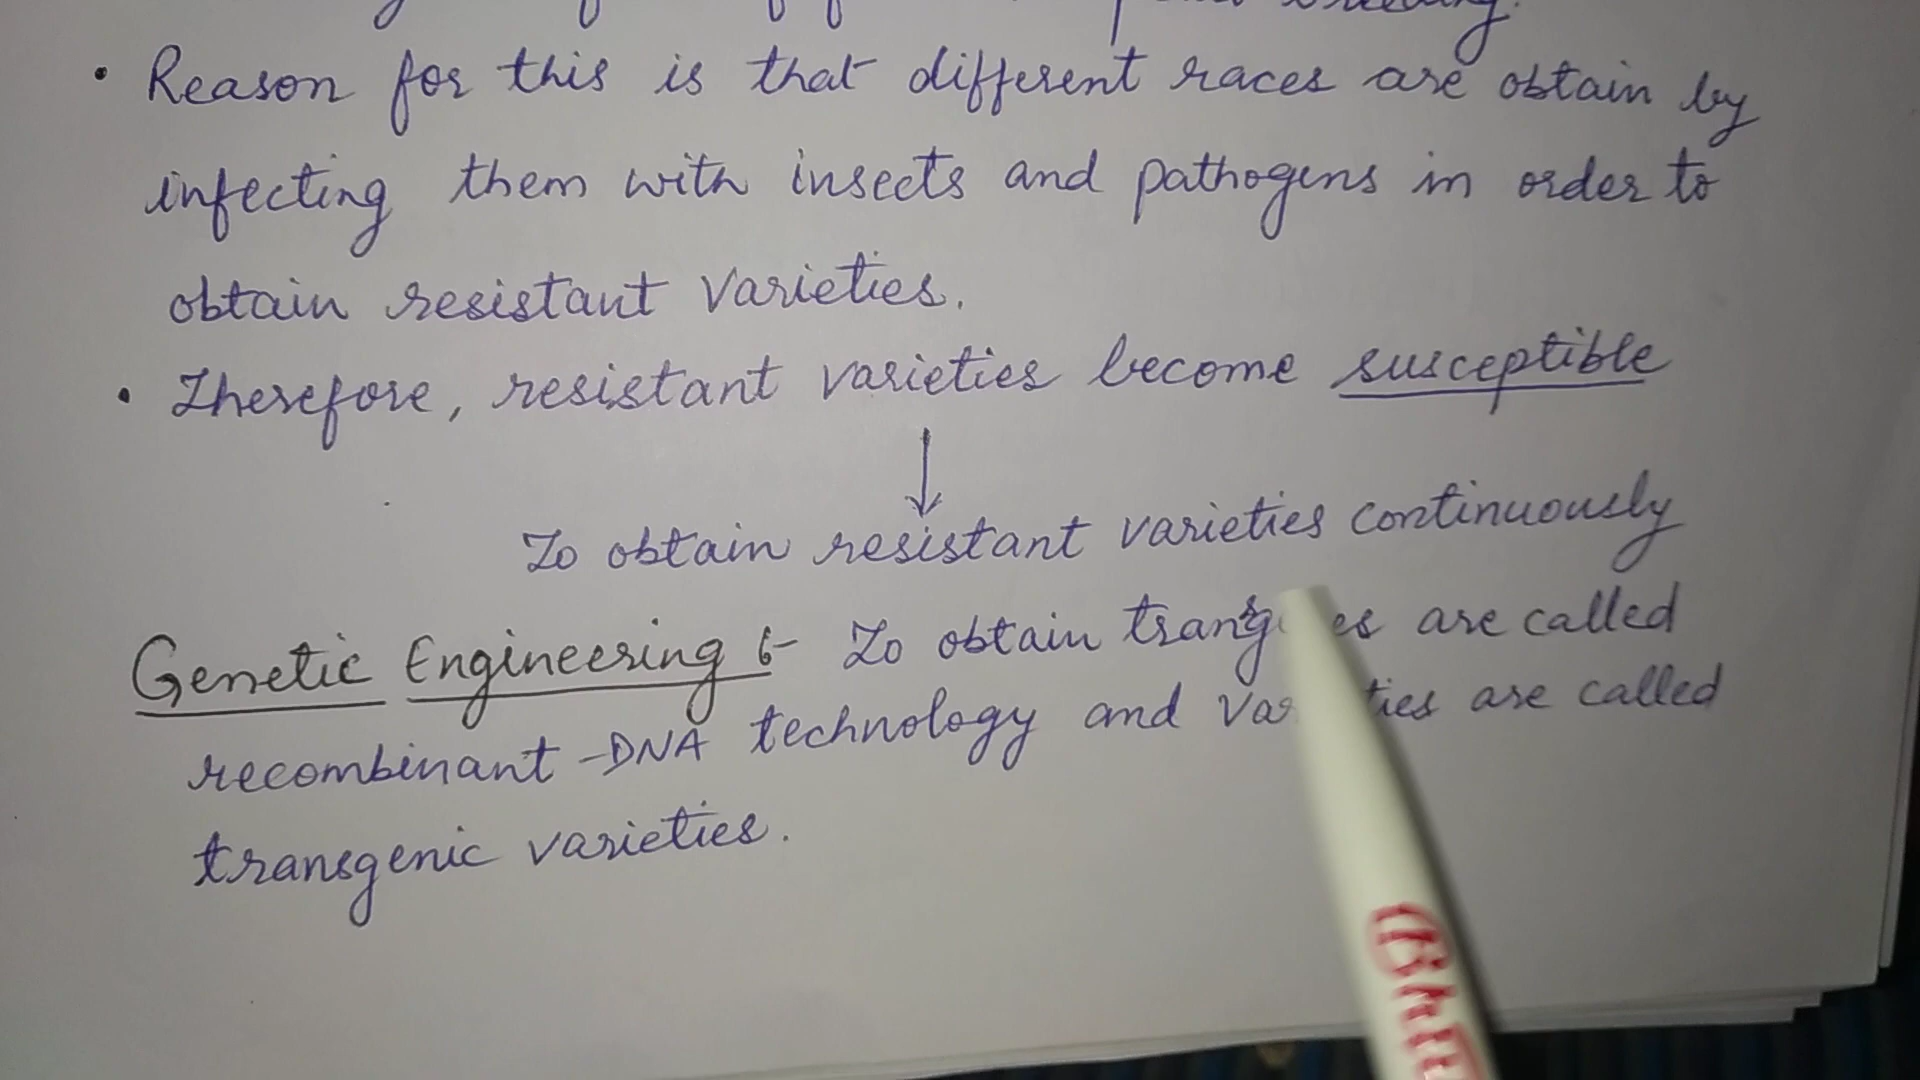 breeding.
• Reason for this is that different races are obtain by
infecting them with insects and pathogens in order to
obtain resistant varieties.
• Therefore, resistant varieties become susceptible
↓
To obtain resistant varieties continuously
Genetic Engineering :- To obtain are called
recombinant -DNA technology and are called
transgenic varieties.